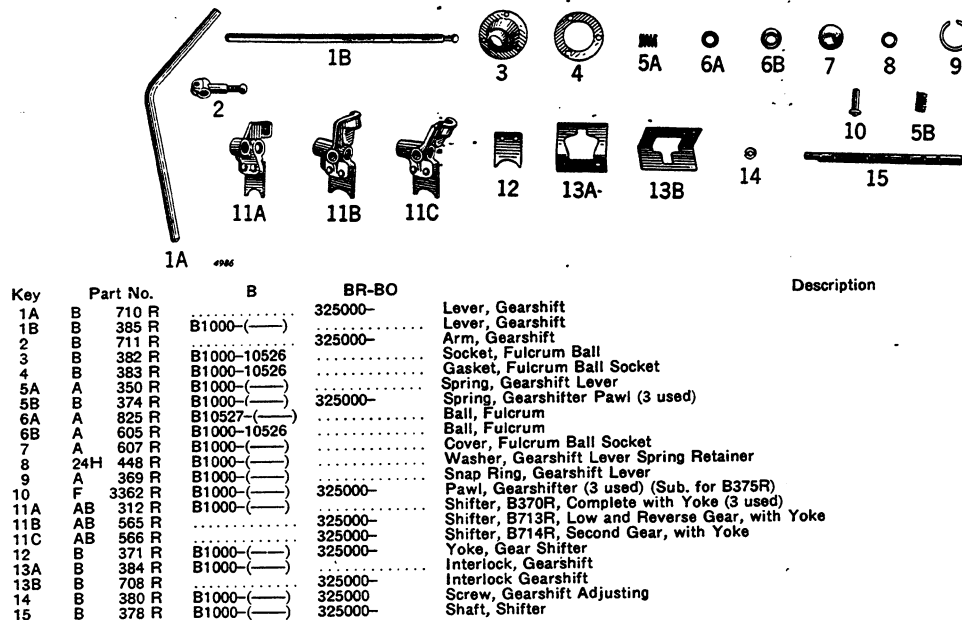 1B
3
4
5A
6A
6B
7
8
9
2
10
5B
11A
11B
11C
12
13A
13B
14
15
1A
4986
Key Part No. B BR-BO Description
1A B 710 R ............. 325000- Lever, Gearshift
1B B 385 R B1000-(——) Lever, Gearshift
2 B 711 R ............. 325000- Arm, Gearshift
3 B 382 R B1000-10526 ............. Socket, Fulcrum Ball
4 B 383 R B1000-10526 ............. Gasket, Fulcrum Ball Socket
5A A 350 R B1000-(——) ............. Spring, Gearshift Lever
5B B 374 R B1000-(——) 325000- Spring, Gearshifter Pawl (3 used)
6A A 825 R B10527-(——) ............. Ball, Fulcrum
6B A 605 R B1000-10526 ............. Ball, Fulcrum
7 A 607 R B1000-(——) ............. Cover, Fulcrum Ball Socket
8 24H 448 R B1000-(——) ............. Washer, Gearshift Lever Spring Retainer
9 A 369 R B1000-(——) ............. Snap Ring, Gearshift Lever
10 F 3362 R B1000-(——) 325000- Pawl, Gearshifter (3 used) (Sub. for B375R)
11A AB 312 R B1000-(——) ............. Shifter, B370R, Complete with Yoke (3 used)
11B AB 565 R ............. 325000- Shifter, B713R, Low and Reverse Gear, with Yoke
11C AB 566 R ............. 325000- Shifter, B714R, Second Gear, with Yoke
12 B 371 R B1000-(——) 325000- Yoke, Gear Shifter
13A B 384 R B1000-(——) ............. Interlock, Gearshift
13B B 708 R ............. 325000- Interlock Gearshift
14 B 380 R B1000-(——) 325000 Screw, Gearshift Adjusting
15 B 378 R B1000-(——) 325000- Shaft, Shifter